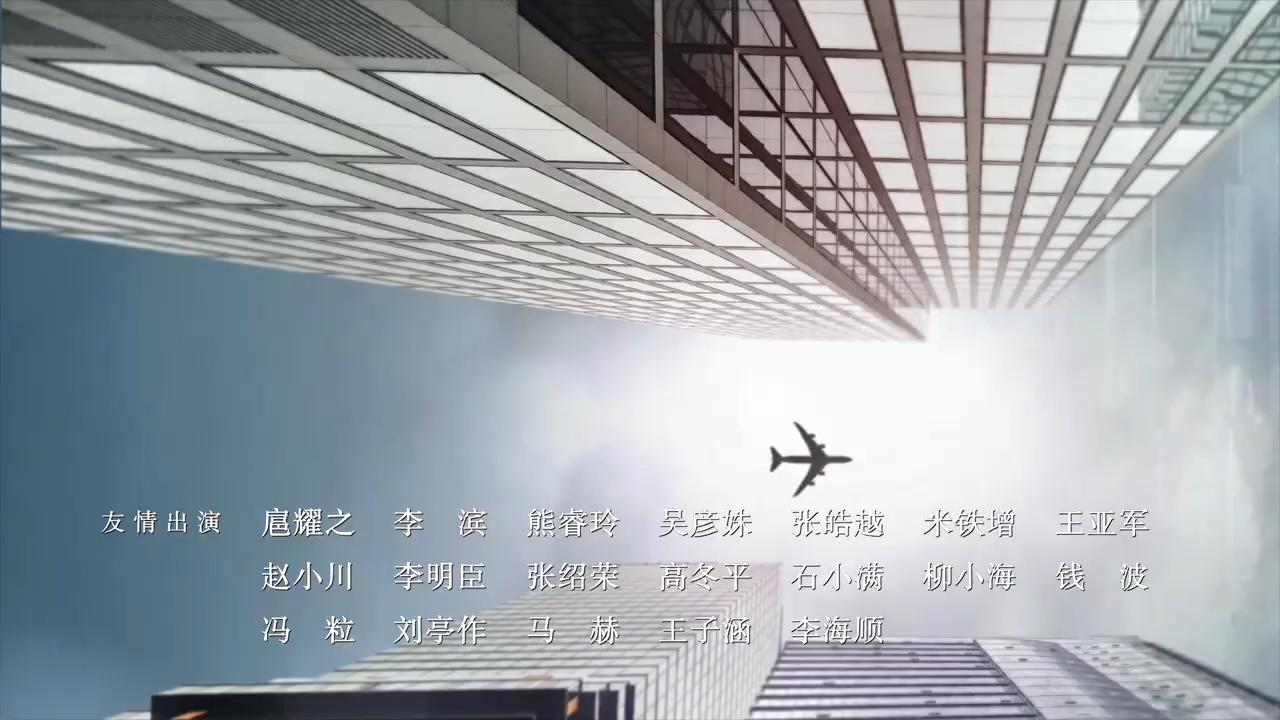 友情出演 扈耀之 李 滨 熊睿玲 吴彦姝 张皓越 米铁增 王亚军
赵小川 李明臣 张绍荣 高冬平 石小满 柳小海 钱 波
冯 粒 刘亭作 马 赫 王子涵 李海顺